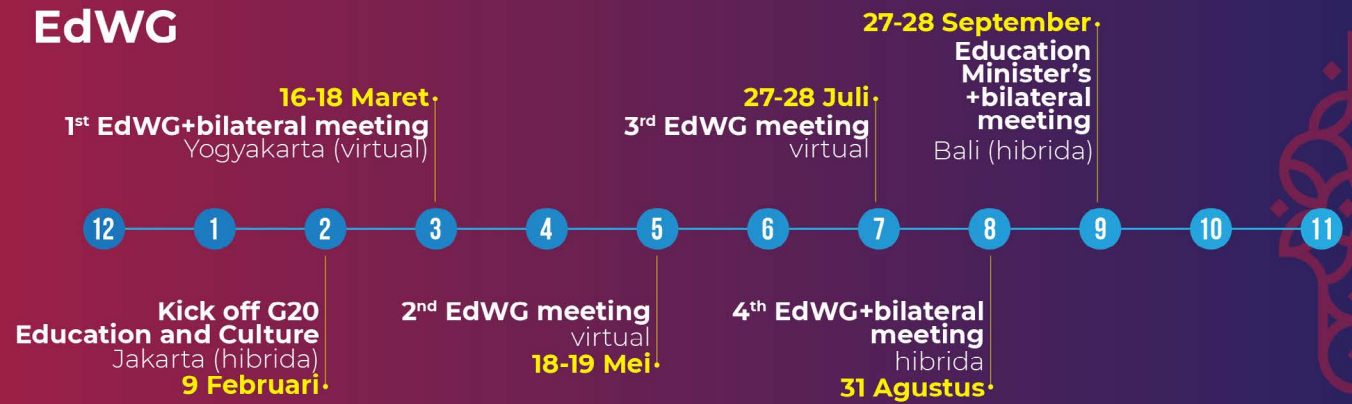 EdWG
27-28 September
Education
Minister's
+bilateral
meeting
Bali (hibrida)
16-18 Maret
1st EdWG+bilateral meeting
Yogyakarta (virtual)
27-28 Juli
3rd EdWG meeting
virtual
12 1 2 3 4 5 6 7 8 9 10 11
Kick off G20
Education and Culture
Jakarta (hibrida)
9 Februari
2nd EdWG meeting
virtual
18-19 Mei
4th EdWG+bilateral
meeting
hibrida
31 Agustus